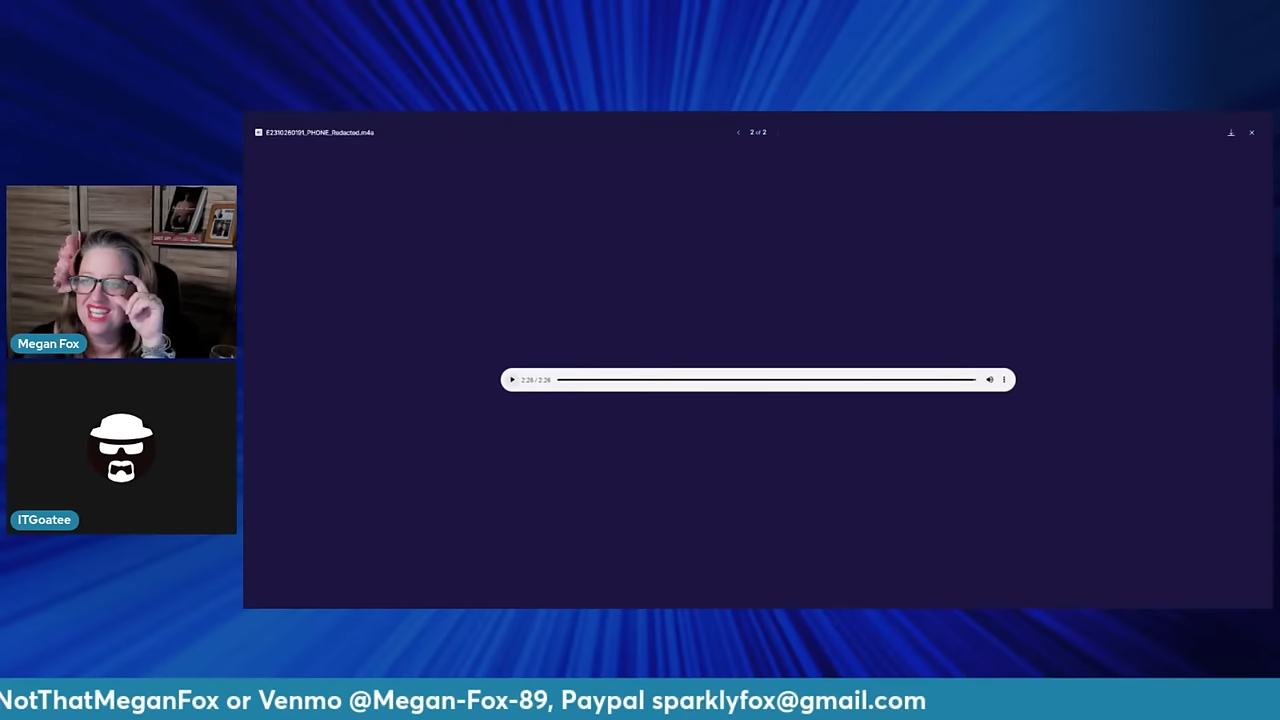 E2310260191_PHONE_Redacted.m4a
2 of 2
2:26 / 2:26
Megan Fox
ITGoatee
NotThatMeganFox or Venmo @Megan-Fox-89, Paypal sparklyfox@gmail.com